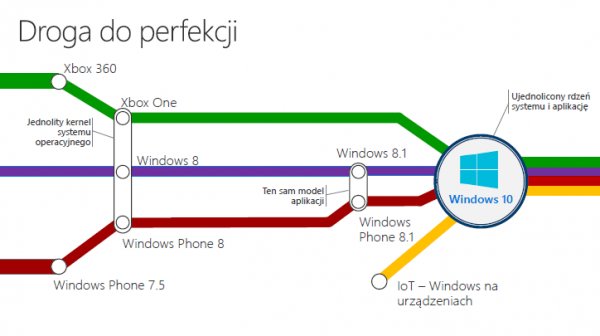 Droga do perfekcji
Xbox 360
Ujednolicony rdzeń
systemu i aplikację
Xbox One
Jednolity kernel
systemu
operacyjnego
Windows 8
Windows 8.1
Ten sam model
aplikacji
Windows 10
Windows Phone 8
Windows
Phone 8.1
Windows Phone 7.5
IoT – Windows na
urządzeniach